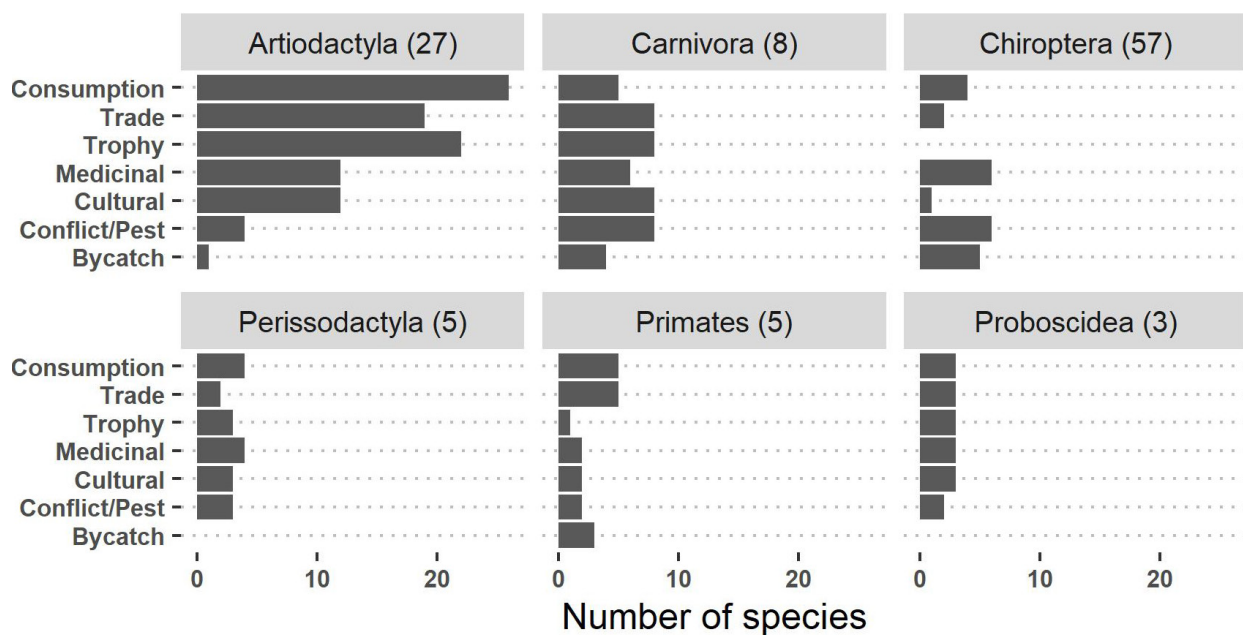 Artiodactyla (27) Carnivora (8) Chiroptera (57)
Consumption
Trade
Trophy
Medicinal
Cultural
Conflict/Pest
Bycatch
Perissodactyla (5) Primates (5) Proboscidea (3)
Consumption
Trade
Trophy
Medicinal
Cultural
Conflict/Pest
Bycatch
0 10 20 0 10 20 0 10 20
Number of species